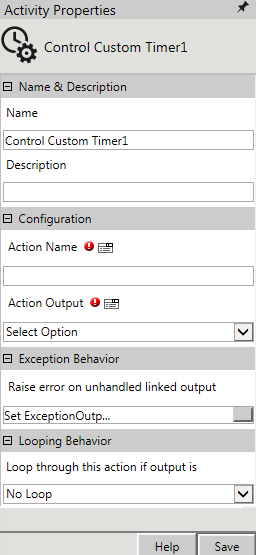 Activity Properties
Control Custom Timer1
Name & Description
Name
Control Custom Timer1
Description
Configuration
Action Name
Action Output
Select Option
Exception Behavior
Raise error on unhandled linked output
Set ExceptionOutp...
Looping Behavior
Loop through this action if output is
No Loop
Help Save